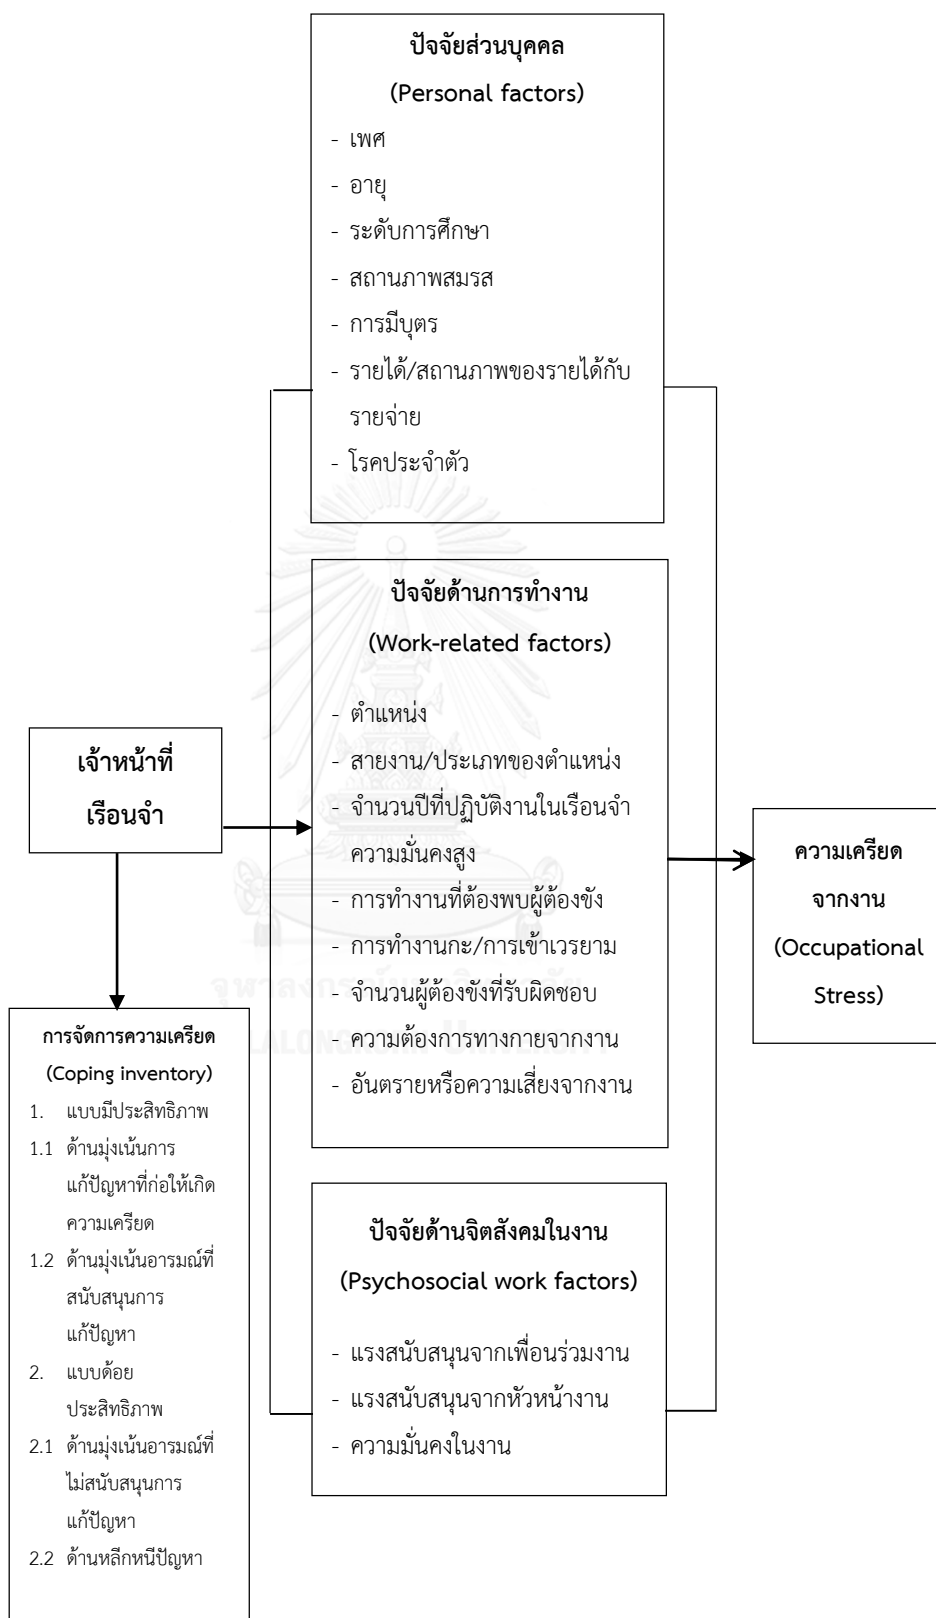 ปัจจัยส่วนบุคคล
(Personal factors)
- เพศ
- อายุ
- ระดับการศึกษา
- สถานภาพสมรส
- การมีบุตร
- รายได้/สถานภาพของรายได้กับ
รายจ่าย
- โรคประจำตัว
ปัจจัยด้านการทำงาน
(Work-related factors)
- ตำแหน่ง
- สายงาน/ประเภทของตำแหน่ง
- จำนวนปีที่ปฏิบัติงานในเรือนจำ
ความมั่นคงสูง
- การทำงานที่ต้องพบผู้ต้องขัง
- การทำงานกะ/การเข้าเวรยาม
- จำนวนผู้ต้องขังที่รับผิดชอบ
- ความต้องการทางกายจากงาน
- อันตรายหรือความเสี่ยงจากงาน
เจ้าหน้าที่
เรือนจำ
ความเครียด
จากงาน
(Occupational
Stress)
การจัดการความเครียด
(Coping inventory)
1. แบบมีประสิทธิภาพ
1.1 ด้านมุ่งเน้นการ
แก้ปัญหาที่ก่อให้เกิด
ความเครียด
1.2 ด้านมุ่งเน้นอารมณ์ที่
สนับสนุนการ
แก้ปัญหา
2. แบบด้อย
ประสิทธิภาพ
2.1 ด้านมุ่งเน้นอารมณ์ที่
ไม่สนับสนุนการ
แก้ปัญหา
2.2 ด้านหลีกหนีปัญหา
ปัจจัยด้านจิตสังคมในงาน
(Psychosocial work factors)
- แรงสนับสนุนจากเพื่อนร่วมงาน
- แรงสนับสนุนจากหัวหน้างาน
- ความมั่นคงในงาน